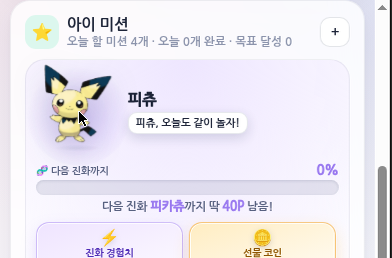 아이 미션
오늘 할 미션 4개 · 오늘 0개 완료 · 목표 달성 0
+
피츄
피츄, 오늘도 같이 놀자!
다음 진화까지
0%
다음 진화 피카츄까지 딱 40P 남음!
진화 경험치
선물 코인